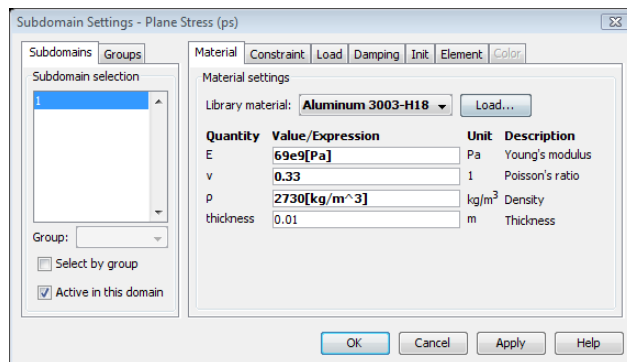 Subdomain Settings - Plane Stress (ps)
Subdomains Groups
Subdomain selection
1
Group:
Select by group
Active in this domain
Material Constraint Load Damping Init Element Color
Material settings
Library material: Aluminum 3003-H18 Load...
Quantity Value/Expression Unit Description
E 69e9[Pa] Pa Young's modulus
ν 0.33 1 Poisson's ratio
ρ 2730[kg/m^3] kg/m³ Density
thickness 0.01 m Thickness
OK Cancel Apply Help